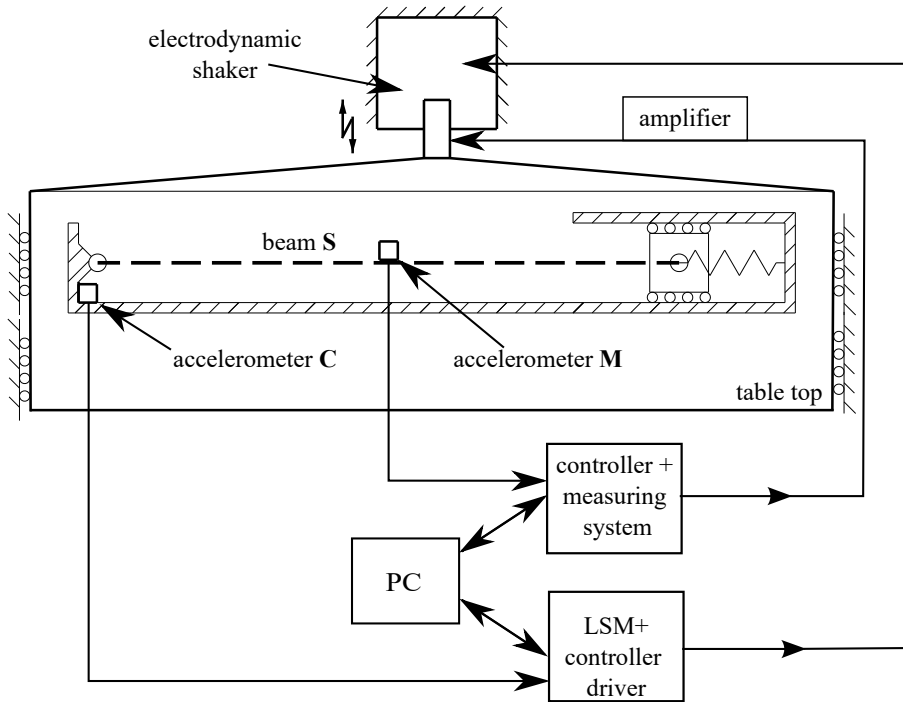 electrodynamic
shaker
amplifier
beam S
accelerometer C
accelerometer M
table top
controller +
measuring
system
PC
LSM+
controller
driver